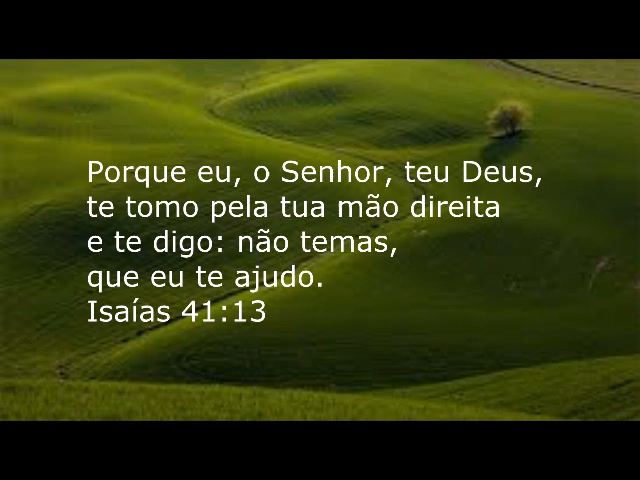 Porque eu, o Senhor, teu Deus,
te tomo pela tua mão direita
e te digo: não temas,
que eu te ajudo.
Isaías 41:13